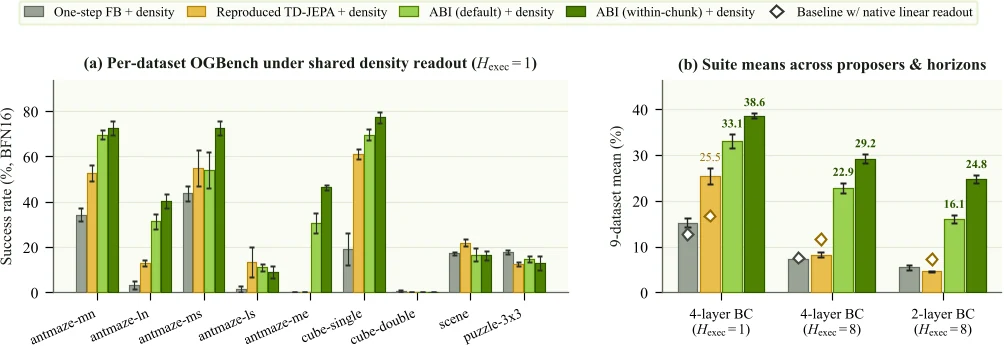 One-step FB + density
Reproduced TD-JEPA + density
ABI (default) + density
ABI (within-chunk) + density
Baseline w/ native linear readout
(a) Per-dataset OGBench under shared density readout (H_exec = 1)
Success rate (%, BFN16)
80
60
40
20
0
antmaze-mn
antmaze-ln
antmaze-ms
antmaze-ls
antmaze-me
cube-single
cube-double
scene
puzzle-3x3
(b) Suite means across proposers & horizons
9-dataset mean (%)
40
30
20
10
0
25.5
33.1
38.6
22.9
29.2
16.1
24.8
4-layer BC
(H_exec = 1)
4-layer BC
(H_exec = 8)
2-layer BC
(H_exec = 8)